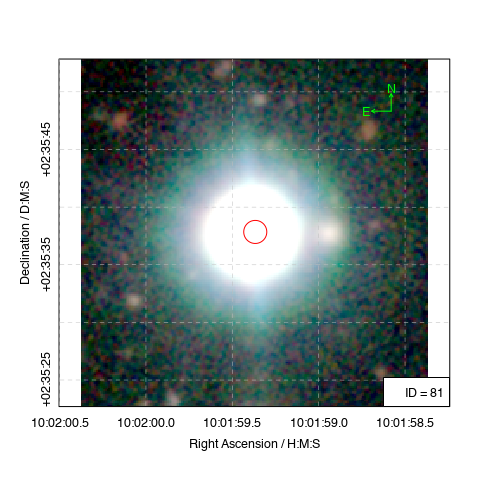 N
E
+02:35:45
+02:35:35
+02:35:25
Declination / D:M:S
ID = 81
10:02:00.5 10:02:00.0 10:01:59.5 10:01:59.0 10:01:58.5
Right Ascension / H:M:S